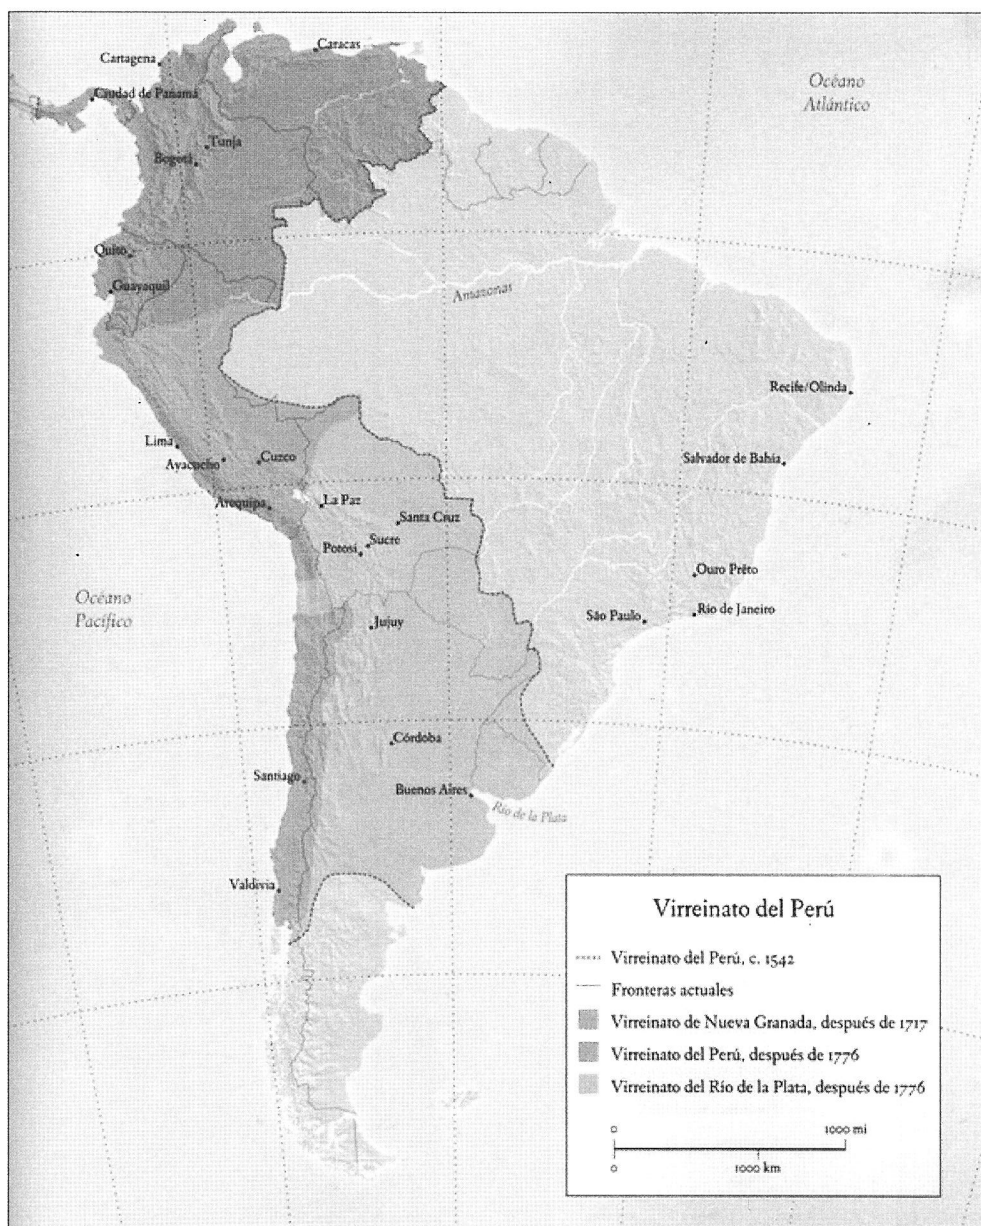 Caracas
Cartagena
Océano
Atlántico
Ciudad de Panamá
Tunja
Bogotá
Quito
Guayaquil
Amazonas
Recife/Olinda
Lima
Ayacucho
Cuzco
Salvador de Bahía
Arequipa
La Paz
Santa Cruz
Sucre
Potosí
Ouro Prêto
Océano
Pacífico
São Paulo
Río de Janeiro
Jujuy
Córdoba
Santiago
Buenos Aires
Río de la Plata
Valdivia
Virreinato del Perú
Virreinato del Perú, c. 1542
Fronteras actuales
Virreinato de Nueva Granada, después de 1717
Virreinato del Perú, después de 1776
Virreinato del Río de la Plata, después de 1776
0 1000 mi
0 1000 km